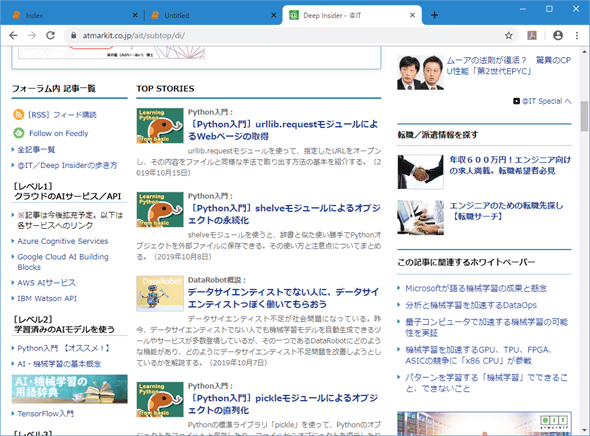 Index
Untitled
Deep Insider - @IT
atmarkit.co.jp/ait/subtop/di/
フォーラム内 記事一覧
[RSS] フィード購読
Follow on Feedly
全記事一覧
@IT／Deep Insiderの歩き方
［レベル1］
クラウドのAIサービス／API
※記事は今後拡充予定。以下は
各サービスへのリンク
Azure Cognitive Services
Google Cloud AI Building
Blocks
AWS AIサービス
IBM Watson API
［レベル2］
学習済みのAIモデルを使う
Python入門 【オススメ！】
AI・機械学習の基本概念
AI・機械学習の
用語辞典
TensorFlow入門
［レベル3］
TOP STORIES
Learning
Python
from basic
Python入門：
［Python入門］urllib.requestモジュールによ
るWebページの取得
urllib.requestモジュールを使って、指定したURLをオープ
ンし、その内容をファイルと同様な手法で取り出す方法の基本を紹介する。（2
019年10月15日）
Learning
Python
from basic
Python入門：
［Python入門］shelveモジュールによるオブジ
ェクトの永続化
shelveモジュールを使うと、辞書と似た使い勝手でPythonオ
ブジェクトを外部ファイルに保存できる。その使い方と注意点についてまとめ
る。（2019年10月8日）
DataRobot
DataRobot概説：
データサイエンティストでない人に、データサ
イエンティストっぽく働いてもらおう
データサイエンティスト不足が社会問題になっている。昨
今、データサイエンティストでない人でも機械学習モデルを自動生成できるツ
ールやサービスが多数登場しているが、その一つであるDataRobotにどのよう
な機能があり、どのようにデータサイエンティスト不足問題を改善しようとし
ているかを解説する。（2019年10月7日）
Learning
Python
from basic
Python入門：
［Python入門］pickleモジュールによるオブジ
ェクトの直列化
Pythonの標準ライブラリ「pickle」を使って、Pythonのオ
ムーアの法則が復活？　驚異のCP
U性能「第2世代EPYC」
@IT Special へ
転職／派遣情報を探す
年収６００万円！エンジニア向け
の求人満載。転職希望者必見
エンジニアのための転職先探し
【転職サーチ】
この記事に関連するホワイトペーパー
Microsoftが語る機械学習の成果と懸念
分析と機械学習を加速するDataOps
量子コンピュータで加速する機械学習の可能
性を実証
機械学習を加速するGPU、TPU、FPGA、
ASICの競争に「x86 CPU」が参戦
パターンを学習する「機械学習」でできるこ
と、できないこと
@IT